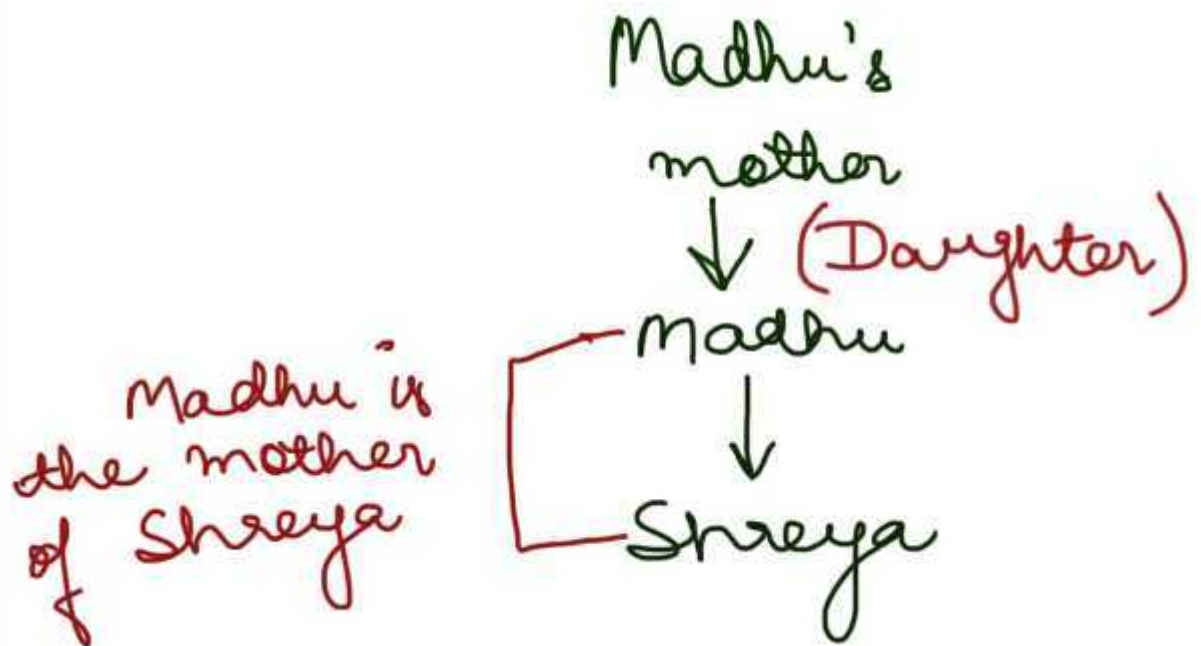 Madhu's
mother
(Daughter)
Madhu
Madhu is
the mother
of Shreya
Shreya